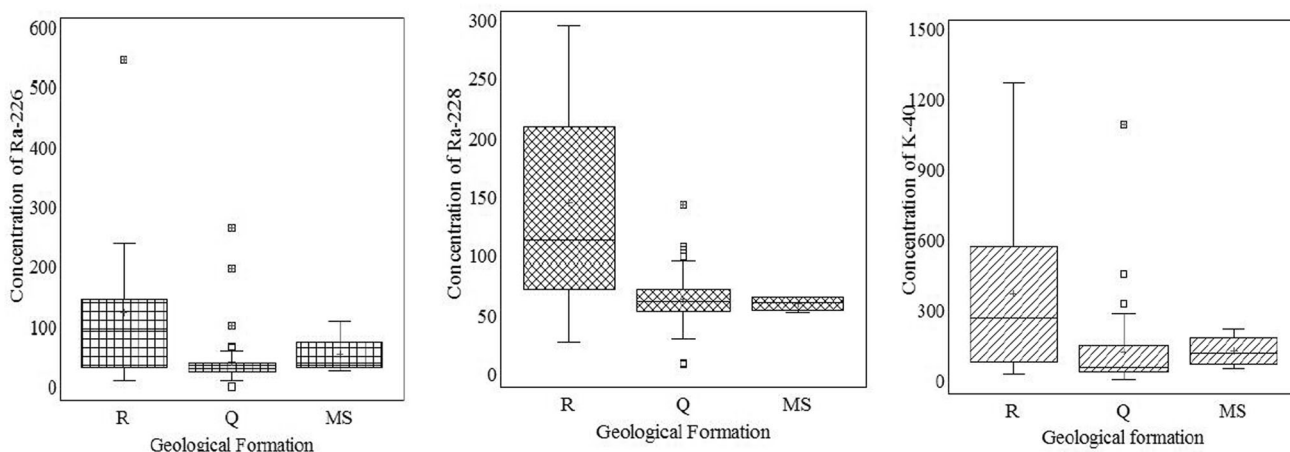 Concentration of Ra-226
600
500
400
300
200
100
0
R Q MS
Geological Formation
Concentration of Ra-228
300
250
200
150
100
50
0
R Q MS
Geological Formation
Concentration of K-40
1500
1200
900
600
300
0
R Q MS
Geological formation